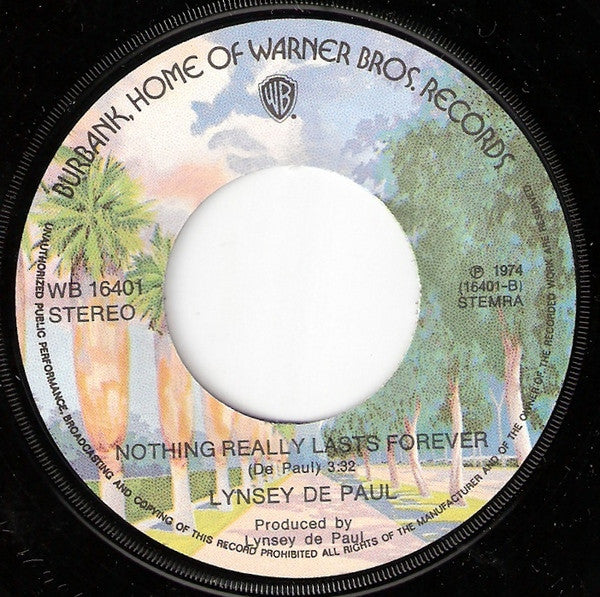 BURBANK, HOME OF WARNER BROS. RECORDS
WB
WB 16401
STEREO
℗ 1974
(16401-B)
STEMRA
NOTHING REALLY LASTS FOREVER
(De Paul) 3:32
LYNSEY DE PAUL
Produced by
Lynsey de Paul
UNAUTHORIZED PUBLIC PERFORMANCE, BROADCASTING AND COPYING OF THIS RECORD PROHIBITED ALL RIGHTS OF THE MANUFACTURER AND OF THE OWNER OF THE RECORDED WORK ARE RESERVED